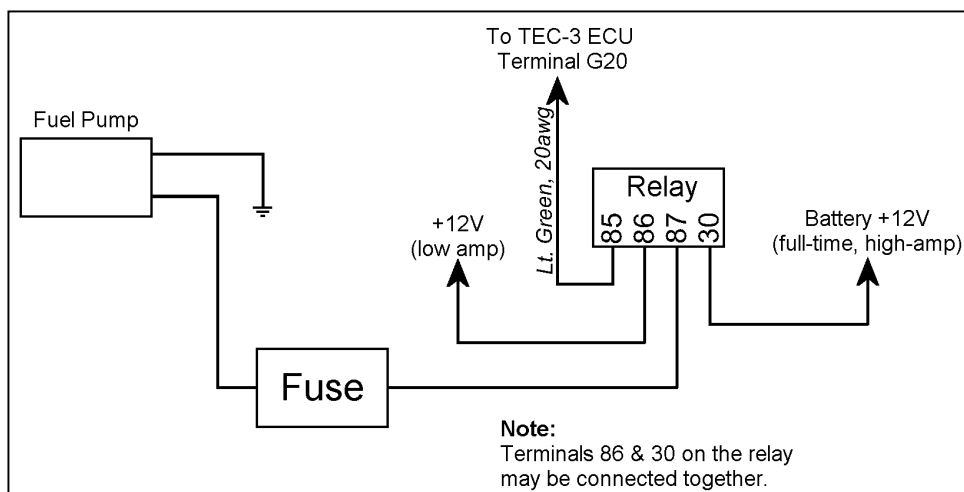 To TEC-3 ECU
Terminal G20
Fuel Pump
Lt. Green, 20awg
Relay
85 86 87 30
+12V
(low amp)
Battery +12V
(full-time, high-amp)
Fuse
Note:
Terminals 86 & 30 on the relay
may be connected together.